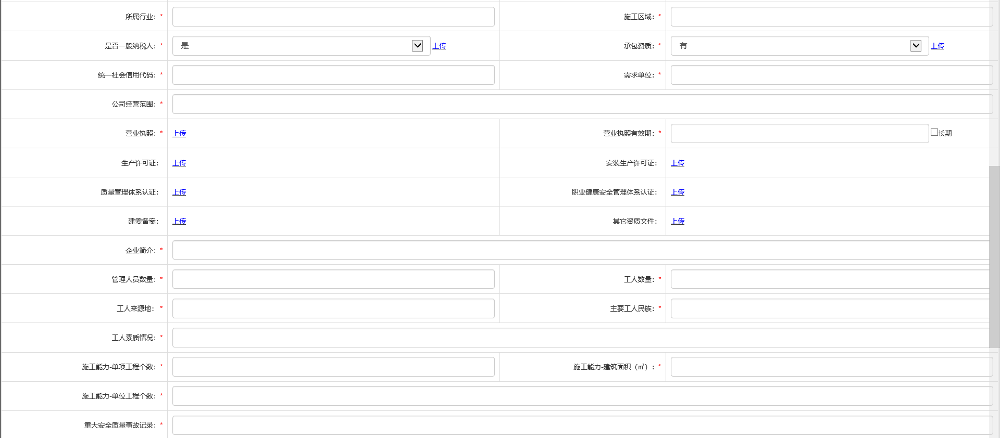 所属行业: * 施工区域: *
是否一般纳税人: * 是 上传 承包资质: * 有 上传
统一社会信用代码: * 需求单位: *
公司经营范围: *
营业执照: * 上传 营业执照有效期: * 长期
生产许可证: 上传 安装生产许可证: 上传
质量管理体系认证: 上传 职业健康安全管理体系认证: 上传
建委备案: 上传 其它资质文件: 上传
企业简介: *
管理人员数量: * 工人数量: *
工人来源地: * 主要工人民族: *
工人素质情况: *
施工能力-单项工程个数: * 施工能力-建筑面积（㎡）: *
施工能力-单位工程个数: *
重大安全质量事故记录: *